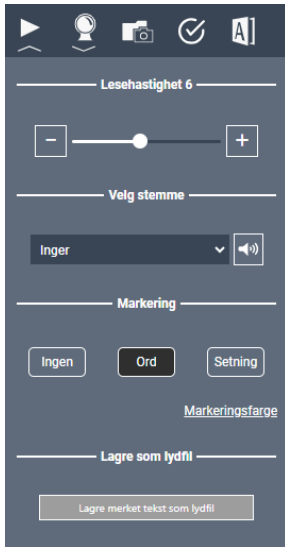 A
Lesehastighet 6
Velg stemme
Inger
Markering
Ingen Ord Setning
Markeringsfarge
Lagre som lydfil
Lagre merket tekst som lydfil